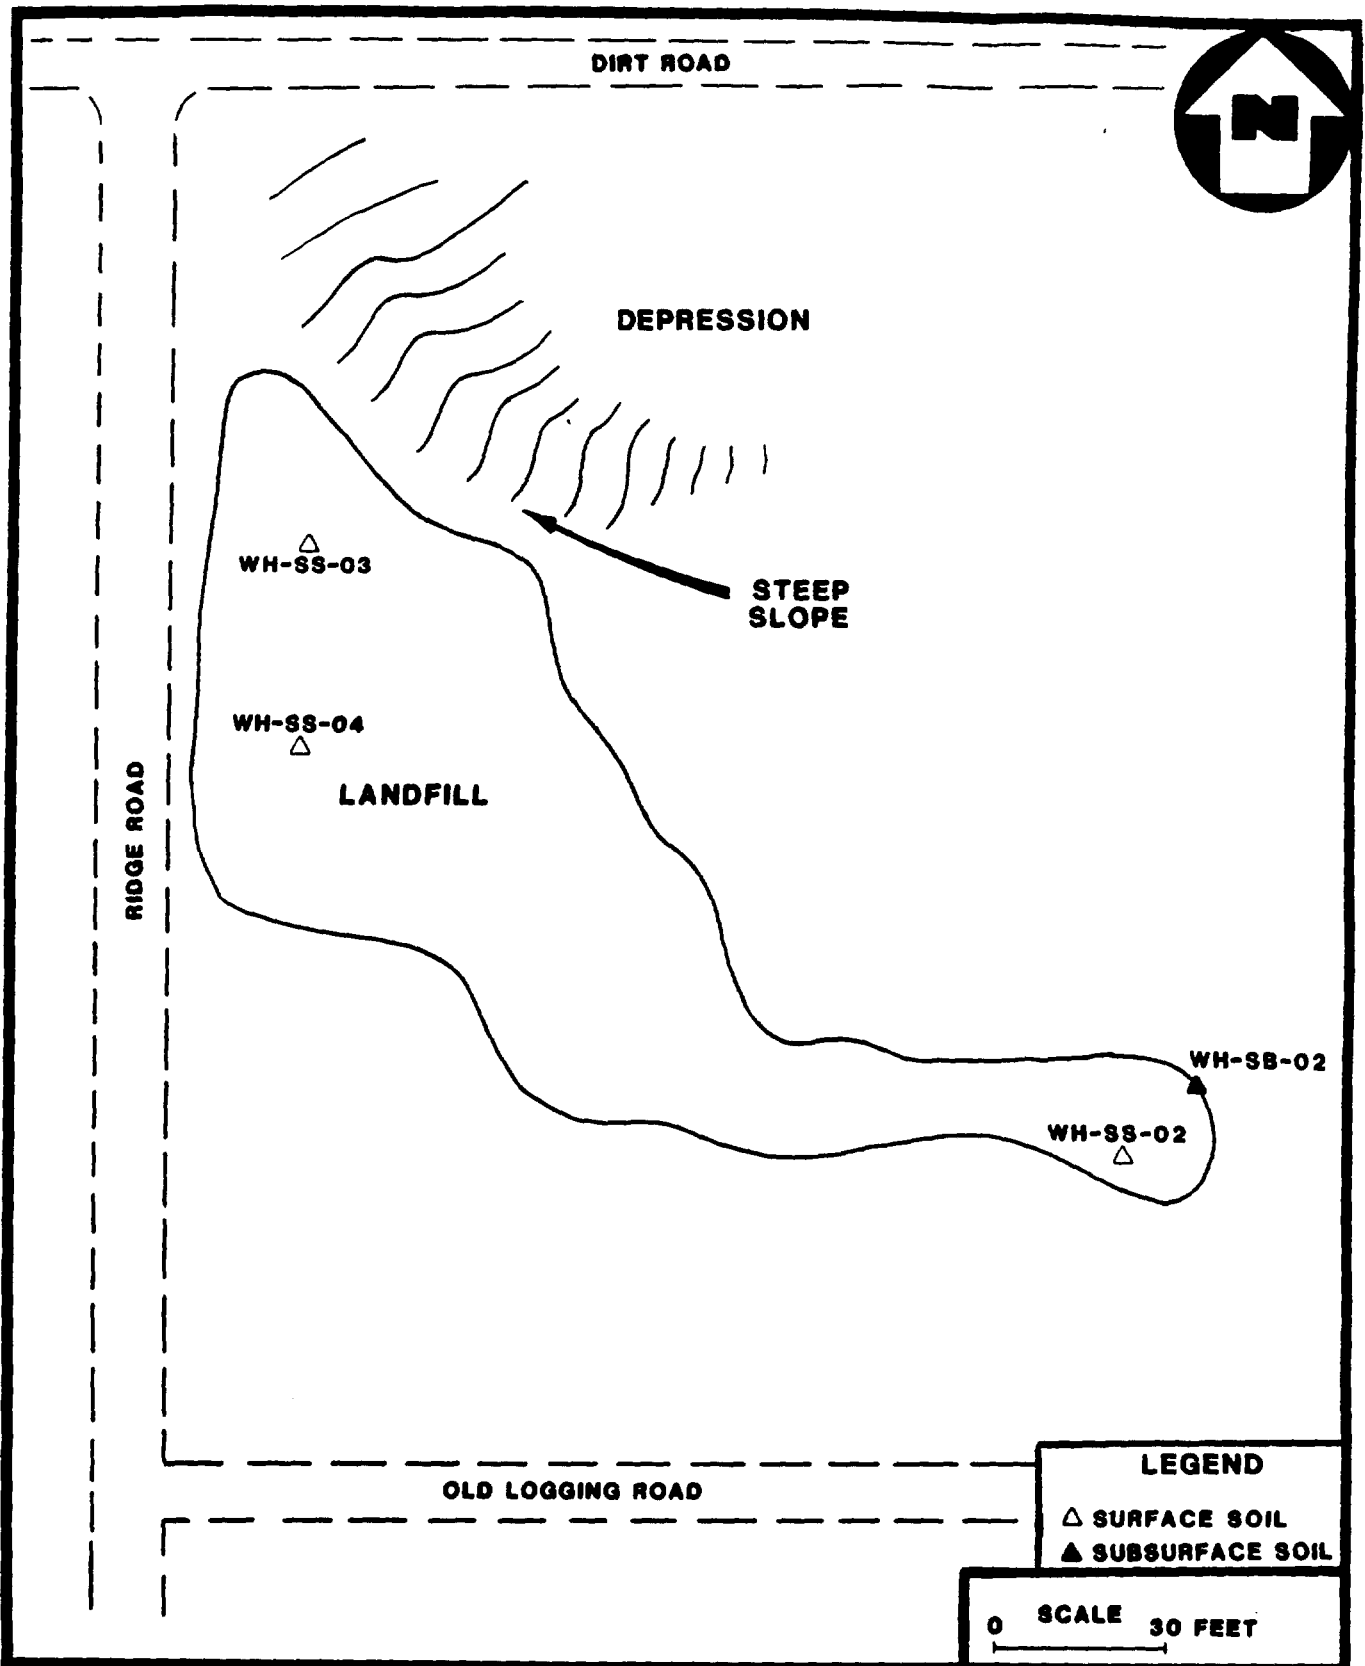 DIRT ROAD
N
DEPRESSION
STEEP
SLOPE
WH-SS-03
WH-SS-04
LANDFILL
RIDGE ROAD
WH-SB-02
WH-SS-02
OLD LOGGING ROAD
LEGEND
SURFACE SOIL
SUBSURFACE SOIL
SCALE
0 30 FEET